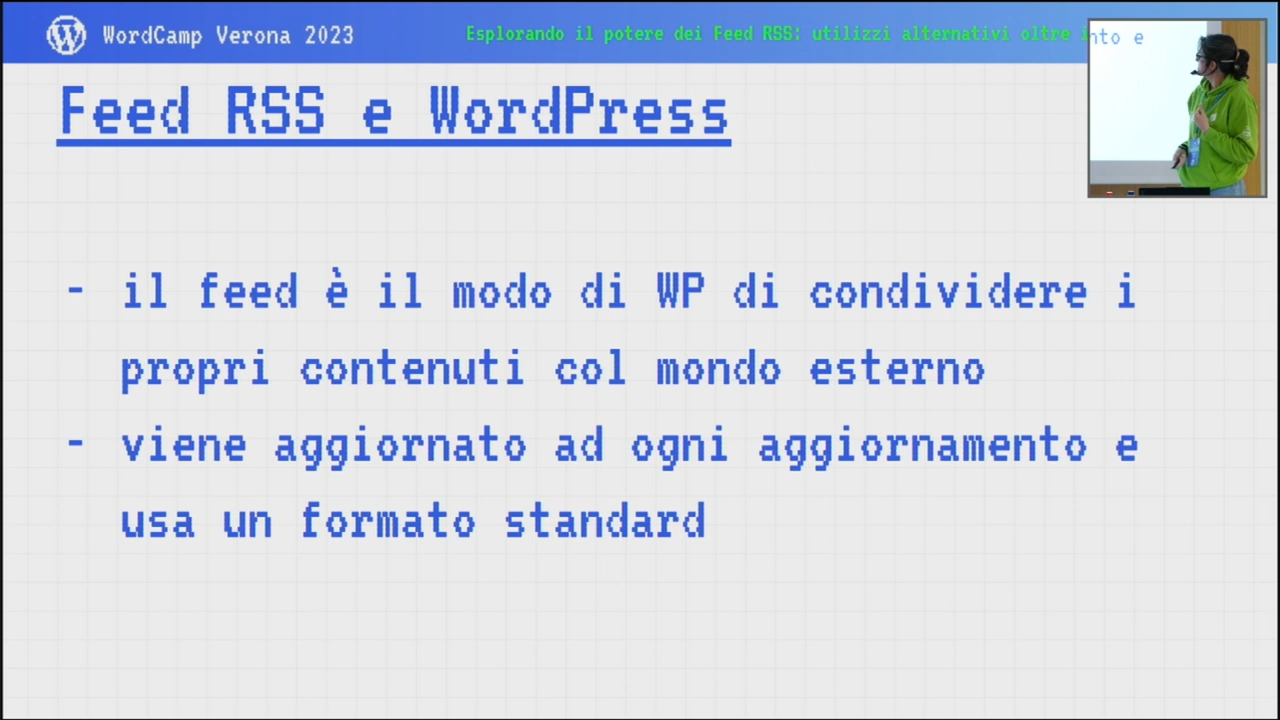 WordCamp Verona 2023
Esplorando il potere dei Feed RSS: utilizzi alternativi oltre i
nto e
Feed RSS e WordPress
- il feed è il modo di WP di condividere i
propri contenuti col mondo esterno
- viene aggiornato ad ogni aggiornamento e
usa un formato standard